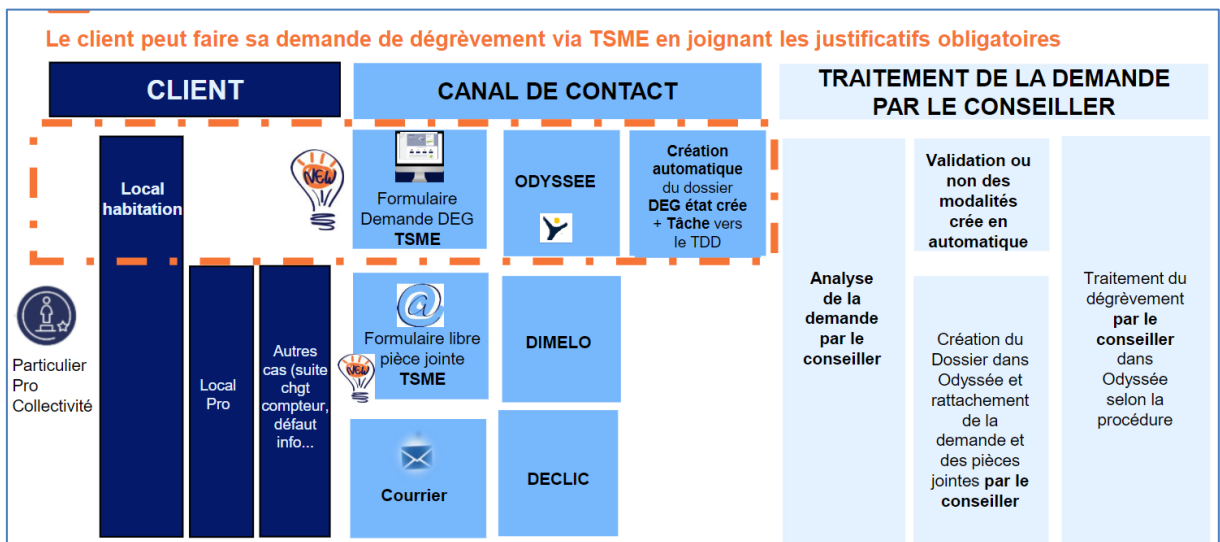 Le client peut faire sa demande de dégrèvement via TSME en joignant les justificatifs obligatoires
CLIENT
CANAL DE CONTACT
TRAITEMENT DE LA DEMANDE
PAR LE CONSEILLER
Local
habitation
NEW
Formulaire
Demande DEG
TSME
ODYSSEE
Création
automatique
du dossier
DEG état crée
+ Tâche vers
le TDD
Validation ou
non des
modalités
crée en
automatique
Particulier
Pro
Collectivité
Local
Pro
Autres
cas (suite
chgt
compteur,
défaut
info...
NEW
@
Formulaire libre
pièce jointe
TSME
DIMELO
Courrier
DECLIC
Analyse
de la
demande
par le
conseiller
Création du
Dossier dans
Odyssée et
rattachement
de la
demande et
des pièces
jointes par le
conseiller
Traitement du
dégrèvement
par le
conseiller
dans
Odyssée
selon la
procédure